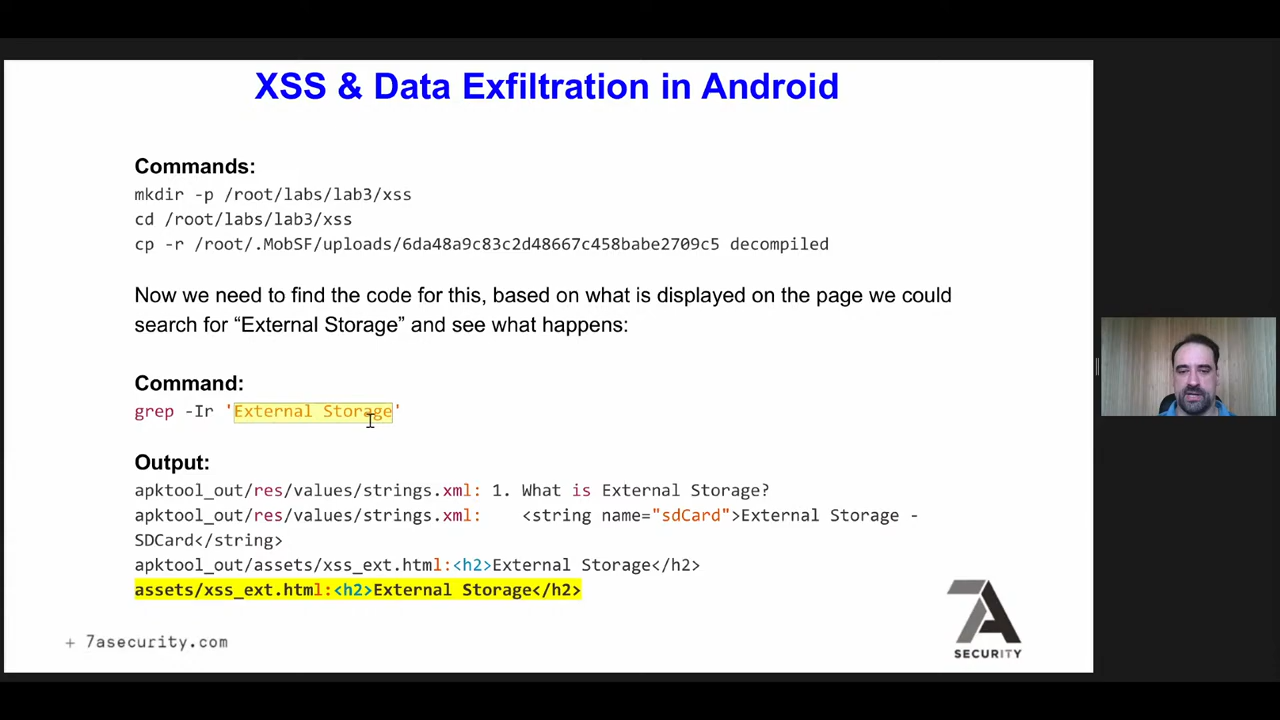 XSS & Data Exfiltration in Android
Commands:
mkdir -p /root/labs/lab3/xss
cd /root/labs/lab3/xss
cp -r /root/.MobSF/uploads/6da48a9c83c2d48667c458babe2709c5 decompiled
Now we need to find the code for this, based on what is displayed on the page we could
search for “External Storage” and see what happens:
Command:
grep -Ir 'External Storage'
Output:
apktool_out/res/values/strings.xml: 1. What is External Storage?
apktool_out/res/values/strings.xml:    <string name="sdCard">External Storage -
SDCard</string>
apktool_out/assets/xss_ext.html:<h2>External Storage</h2>
assets/xss_ext.html:<h2>External Storage</h2>
+ 7asecurity.com
7A
SECURITY